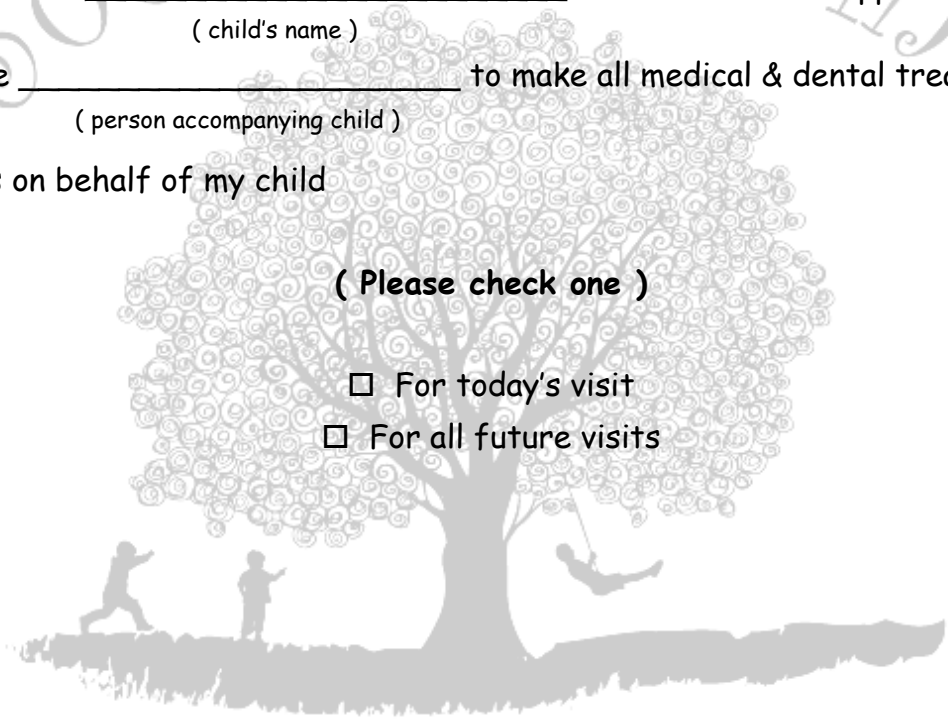 ( child's name )
____________________________ to make all medical & dental
( person accompanying child )
on behalf of my child
( Please check one )
☐ For today's visit
☐ For all future visits